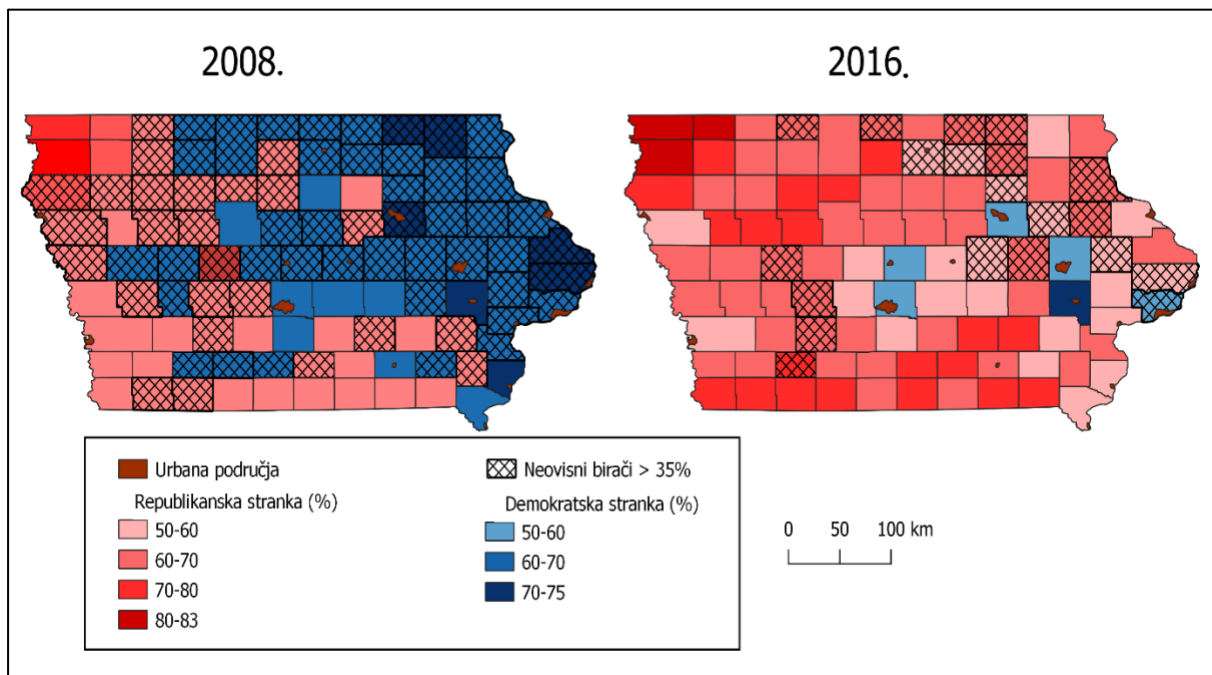 2008.
2016.
Urbana područja
Republikanska stranka (%)
50-60
60-70
70-80
80-83
Neovisni birači > 35%
Demokratska stranka (%)
50-60
60-70
70-75
0 50 100 km